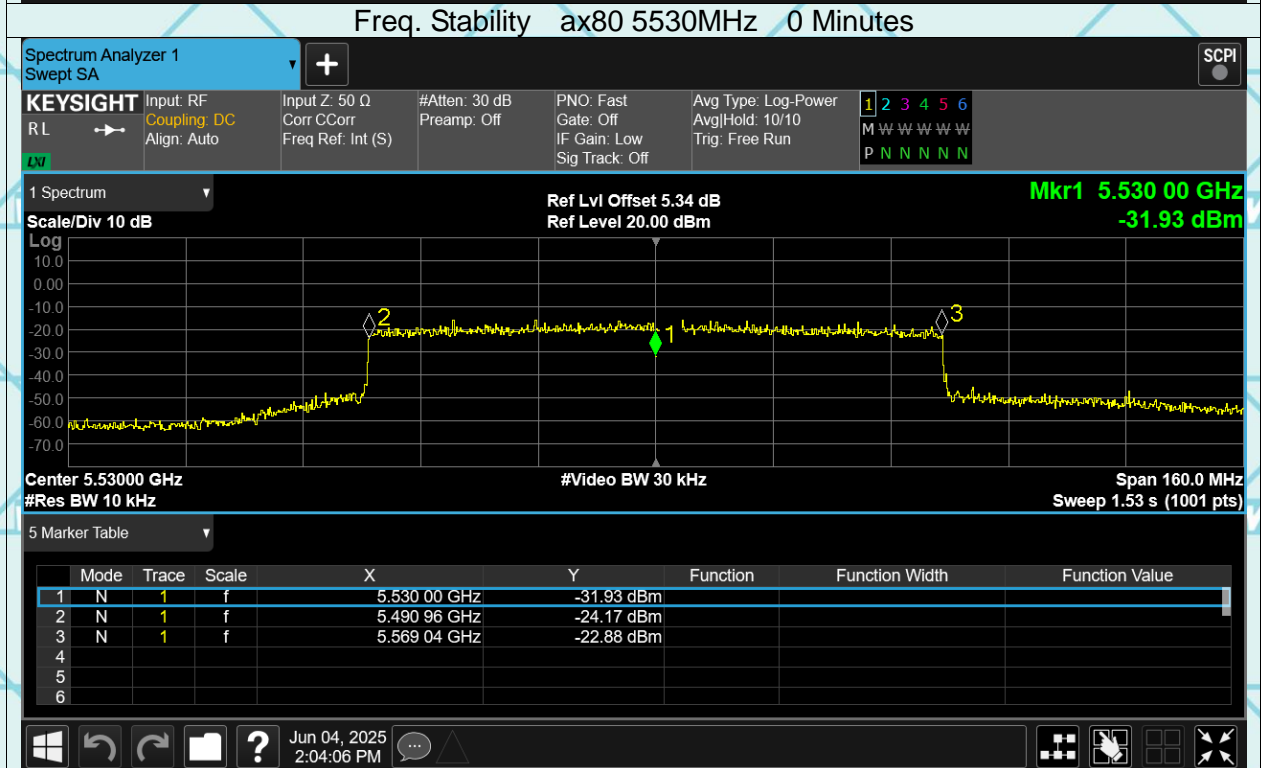 Freq. Stability ax80 5530MHz 0 Minutes
Spectrum Analyzer 1
Swept SA
SCPI
KEYSIGHT
R L
LXI
Input: RF
Coupling: DC
Align: Auto
Input Z: 50 Ω
Corr CCorr
Freq Ref: Int (S)
#Atten: 30 dB
Preamp: Off
PNO: Fast
Gate: Off
IF Gain: Low
Sig Track: Off
Avg Type: Log-Power
Avg|Hold: 10/10
Trig: Free Run
1 2 3 4 5 6
M W W W W W
P N N N N N
1 Spectrum
Scale/Div 10 dB
Ref Lvl Offset 5.34 dB
Ref Level 20.00 dBm
Mkr1 5.530 00 GHz
-31.93 dBm
Log
10.0
0.00
-10.0
-20.0
-30.0
-40.0
-50.0
-60.0
-70.0
2
1
3
Center 5.53000 GHz
#Video BW 30 kHz
Span 160.0 MHz
#Res BW 10 kHz
Sweep 1.53 s (1001 pts)
5 Marker Table
Mode Trace Scale X Y Function Function Width Function Value
1 N 1 f 5.530 00 GHz -31.93 dBm
2 N 1 f 5.490 96 GHz -24.17 dBm
3 N 1 f 5.569 04 GHz -22.88 dBm
4
5
6
?
Jun 04, 2025
2:04:06 PM